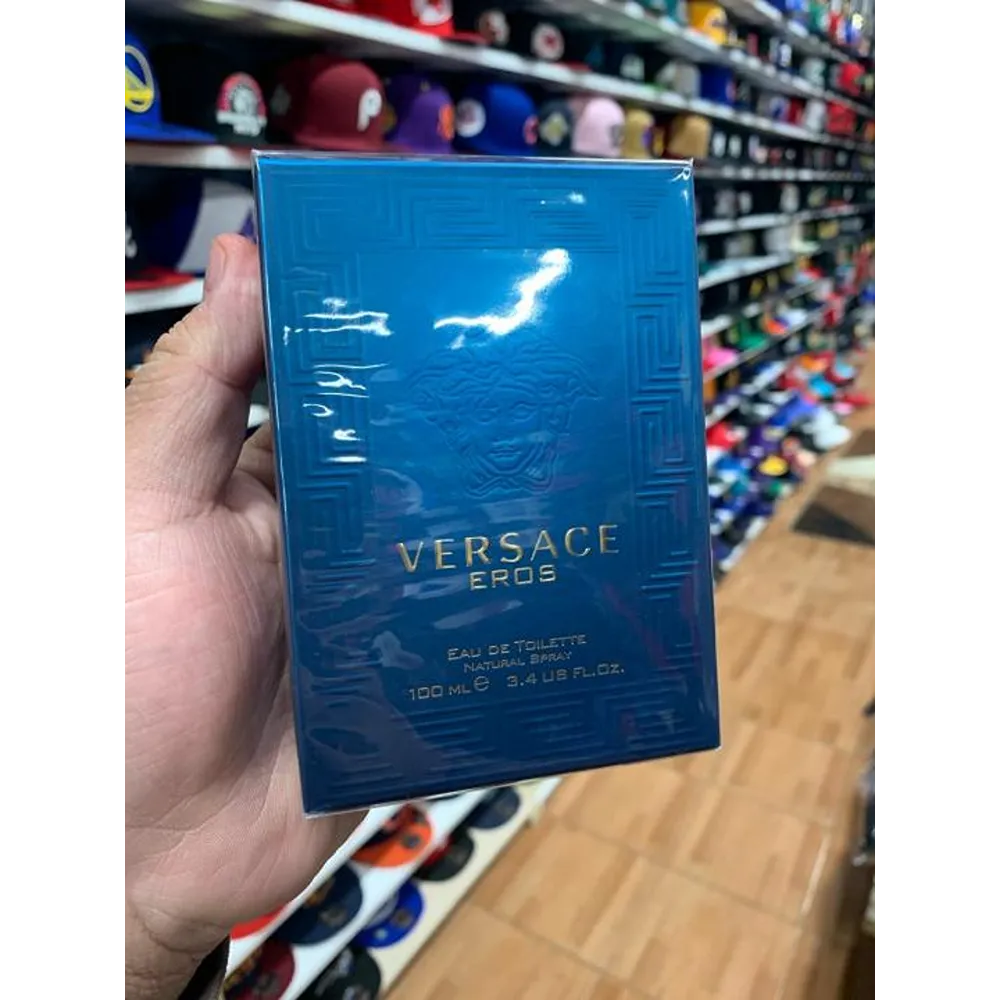 P
VERSACE
EROS
EAU DE TOILETTE
NATURAL SPRAY
100 ML℮ 3.4 US FL.OZ.